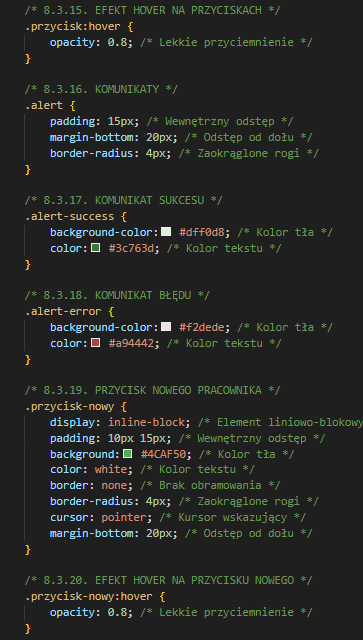 /* 8.3.15. EFEKT HOVER NA PRZYCISKACH */
.przycisk:hover {
opacity: 0.8; /* Lekkie przyciemnienie */
}
/* 8.3.16. KOMUNIKATY */
.alert {
padding: 15px; /* Wewnętrzny odstęp */
margin-bottom: 20px; /* Odstęp od dołu */
border-radius: 4px; /* Zaokrąglone rogi */
}
/* 8.3.17. KOMUNIKAT SUKCESU */
.alert-success {
background-color: #dff0d8; /* Kolor tła */
color: #3c763d; /* Kolor tekstu */
}
/* 8.3.18. KOMUNIKAT BŁĘDU */
.alert-error {
background-color: #f2dede; /* Kolor tła */
color: #a94442; /* Kolor tekstu */
}
/* 8.3.19. PRZYCISK NOWEGO PRACOWNIKA */
.przycisk-nowy {
display: inline-block; /* Element liniowo-blokowy
padding: 10px 15px; /* Wewnętrzny odstęp */
background: #4CAF50; /* Kolor tła */
color: white; /* Kolor tekstu */
border: none; /* Brak obramowania */
border-radius: 4px; /* Zaokrąglone rogi */
cursor: pointer; /* Kursor wskazujący */
margin-bottom: 20px; /* Odstęp od dołu */
}
/* 8.3.20. EFEKT HOVER NA PRZYCISKU NOWEGO */
.przycisk-nowy:hover {
opacity: 0.8; /* Lekkie przyciemnienie */
}